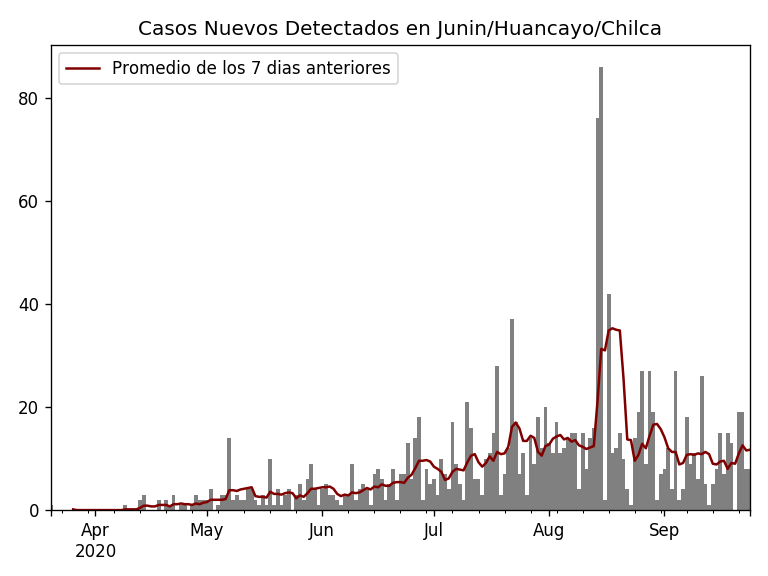 Casos Nuevos Detectados en Junin/Huancayo/Chilca
Promedio de los 7 dias anteriores
80
60
40
20
0
Apr May Jun Jul Aug Sep
2020